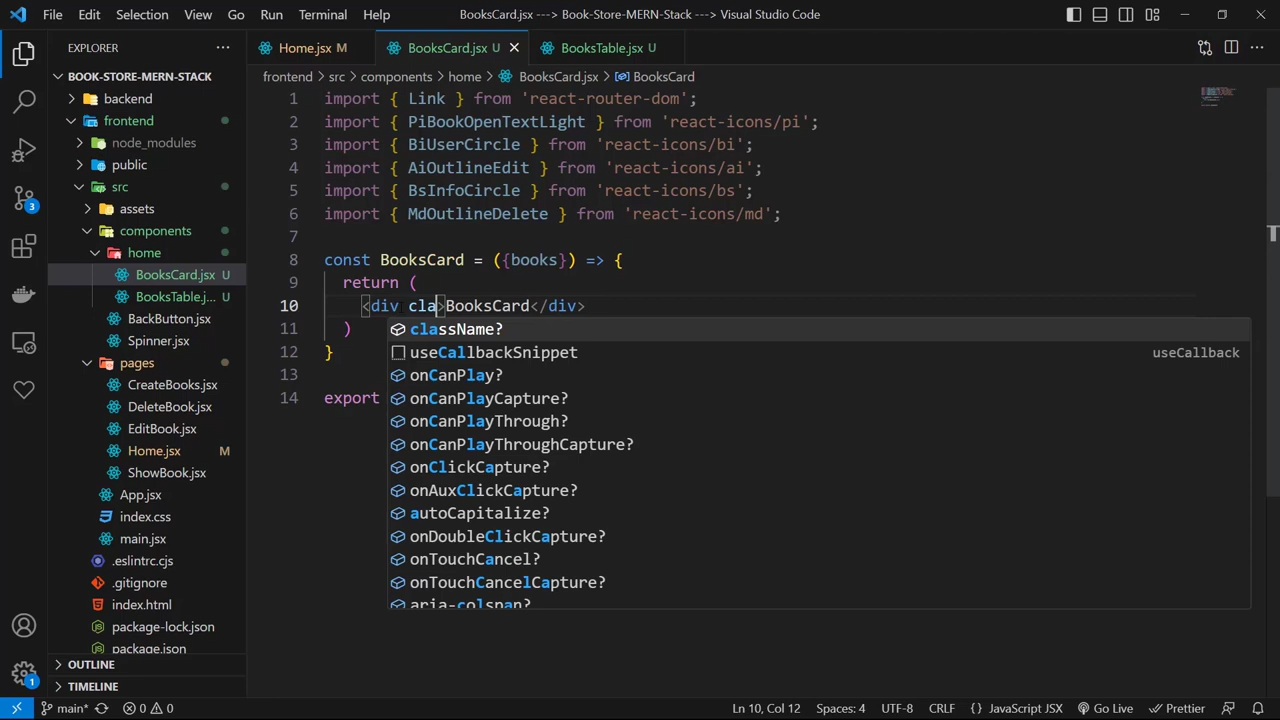 File Edit Selection View Go Run Terminal Help BooksCard.jsx ---> Book-Store-MERN-Stack ---> Visual Studio Code
EXPLORER
BOOK-STORE-MERN-STACK
backend
frontend
node_modules
public
src
assets
components
home
BooksCard.jsx U
BooksTable.j... U
BackButton.jsx
Spinner.jsx
pages
CreateBooks.jsx
DeleteBook.jsx
EditBook.jsx
Home.jsx M
ShowBook.jsx
App.jsx
index.css
main.jsx
.eslintrc.cjs
.gitignore
index.html
package-lock.json
package.json
OUTLINE
TIMELINE
3
1
Home.jsx M BooksCard.jsx U BooksTable.jsx U
frontend > src > components > home > BooksCard.jsx > BooksCard
1 import { Link } from 'react-router-dom';
2 import { PiBookOpenTextLight } from 'react-icons/pi';
3 import { BiUserCircle } from 'react-icons/bi';
4 import { AiOutlineEdit } from 'react-icons/ai';
5 import { BsInfoCircle } from 'react-icons/bs';
6 import { MdOutlineDelete } from 'react-icons/md';
7
8 const BooksCard = ({books}) => {
9 return (
10 <div cla>BooksCard</div>
11 )
12 }
13
14 export
className?
useCallbackSnippet useCallback
onCanPlay?
onCanPlayCapture?
onCanPlayThrough?
onCanPlayThroughCapture?
onClickCapture?
onAuxClickCapture?
autoCapitalize?
onDoubleClickCapture?
onTouchCancel?
onTouchCancelCapture?
aria-colspan?
main* 0 0 Ln 10, Col 12 Spaces: 4 UTF-8 CRLF { } JavaScript JSX Go Live Prettier